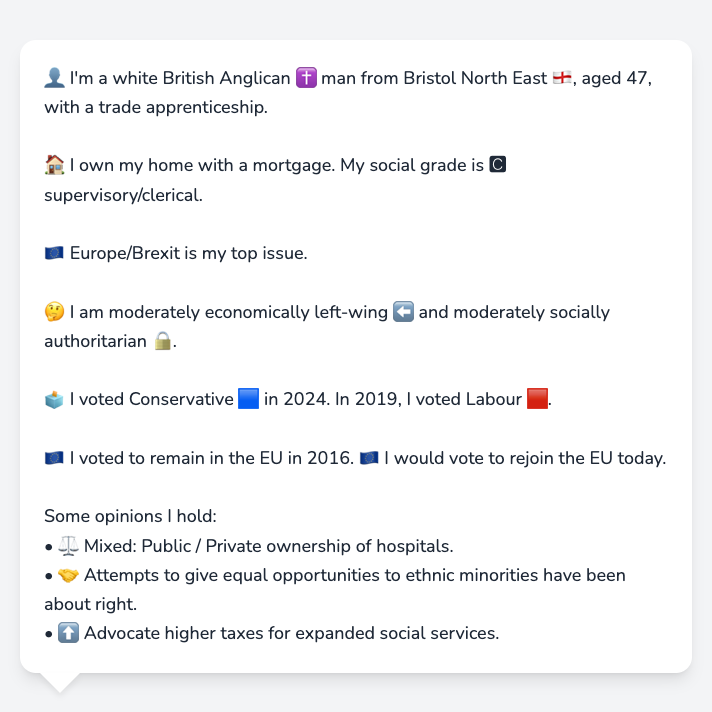 👤 I'm a white British Anglican ✝️ man from Bristol North East 🏴󠁧󠁢󠁥󠁮󠁧󠁿, aged 47,
with a trade apprenticeship.
🏠 I own my home with a mortgage. My social grade is 🅲
supervisory/clerical.
🇪🇺 Europe/Brexit is my top issue.
🤔 I am moderately economically left-wing ⬅️ and moderately socially
authoritarian 🔒.
🗳️ I voted Conservative 🟦 in 2024. In 2019, I voted Labour 🟥.
🇪🇺 I voted to remain in the EU in 2016. 🇪🇺 I would vote to rejoin the EU today.
Some opinions I hold:
• ⚖️ Mixed: Public / Private ownership of hospitals.
• 🤝 Attempts to give equal opportunities to ethnic minorities have been
about right.
• ⬆️ Advocate higher taxes for expanded social services.